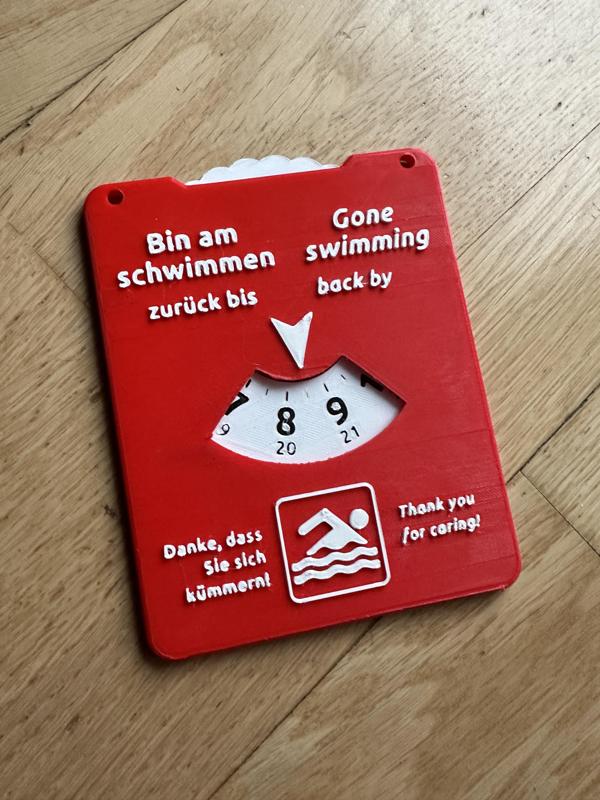 Bin am
schwimmen
zurück bis
Gone
swimming
back by
7 8 9 1
9 20 21
Danke, dass
Sie sich
kümmern!
Thank you
for caring!